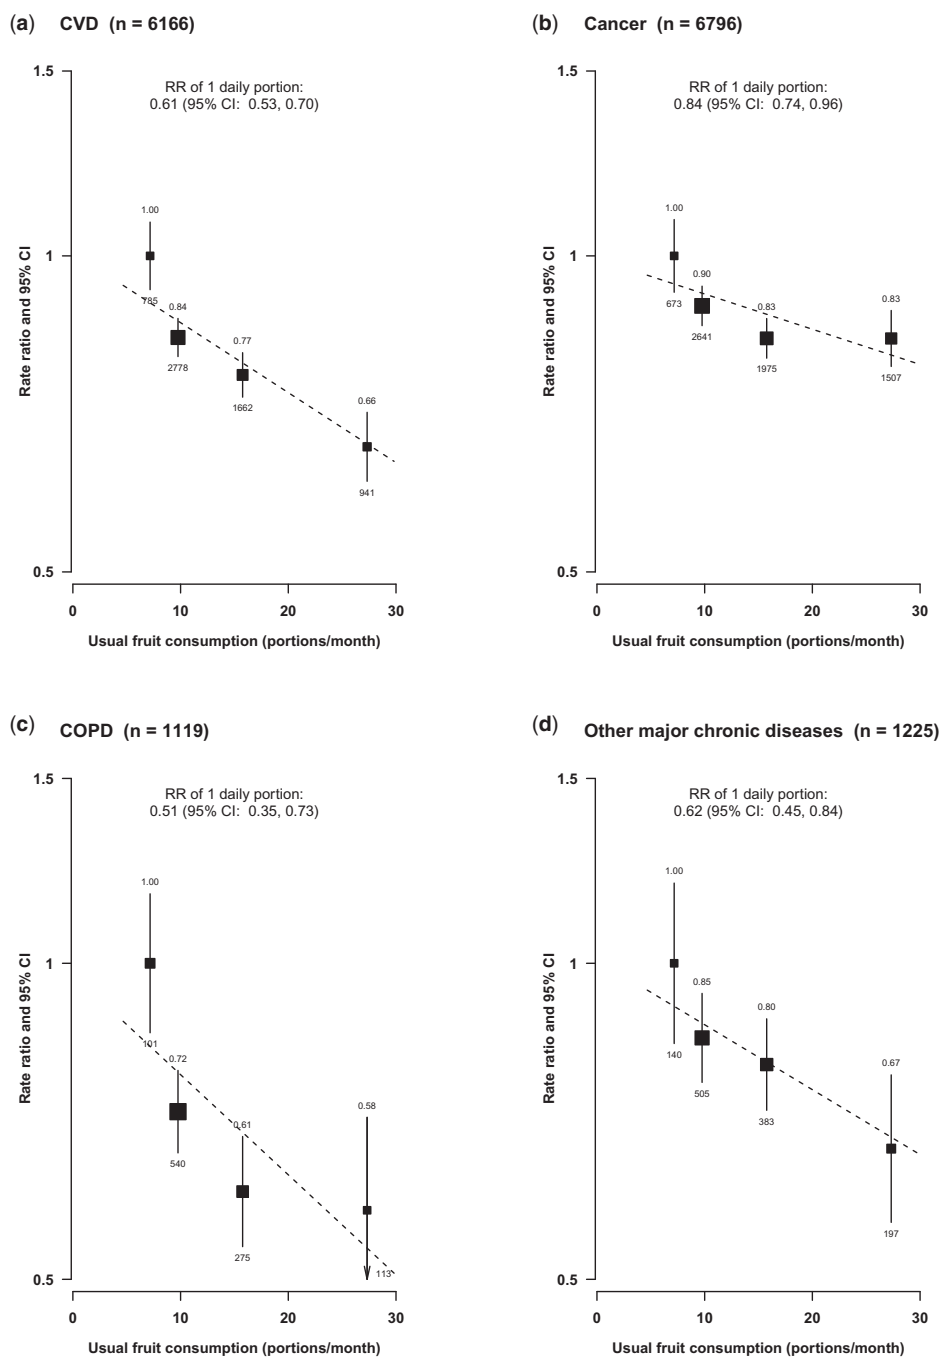 (a) CVD (n = 6166)
RR of 1 daily portion:
0.61 (95% CI: 0.53, 0.70)
Rate ratio and 95% CI
1.5
1
0.5
1.00
785
0.84
2778
0.77
1662
0.66
941
0 10 20 30
Usual fruit consumption (portions/month)
(b) Cancer (n = 6796)
RR of 1 daily portion:
0.84 (95% CI: 0.74, 0.96)
Rate ratio and 95% CI
1.5
1
0.5
1.00
673
0.90
2641
0.83
1975
0.83
1507
0 10 20 30
Usual fruit consumption (portions/month)
(c) COPD (n = 1119)
RR of 1 daily portion:
0.51 (95% CI: 0.35, 0.73)
Rate ratio and 95% CI
1.5
1
0.5
1.00
101
0.72
540
0.61
275
0.58
113
0 10 20 30
Usual fruit consumption (portions/month)
(d) Other major chronic diseases (n = 1225)
RR of 1 daily portion:
0.62 (95% CI: 0.45, 0.84)
Rate ratio and 95% CI
1.5
1
0.5
1.00
140
0.85
505
0.80
383
0.67
197
0 10 20 30
Usual fruit consumption (portions/month)